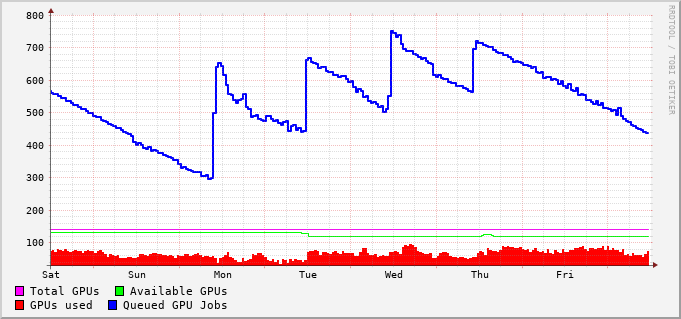 800
700
600
500
400
300
200
100
Sat Sun Mon Tue Wed Thu Fri
Total GPUs Available GPUs
GPUs used Queued GPU Jobs
RRDTOOL / TOBI OETIKER